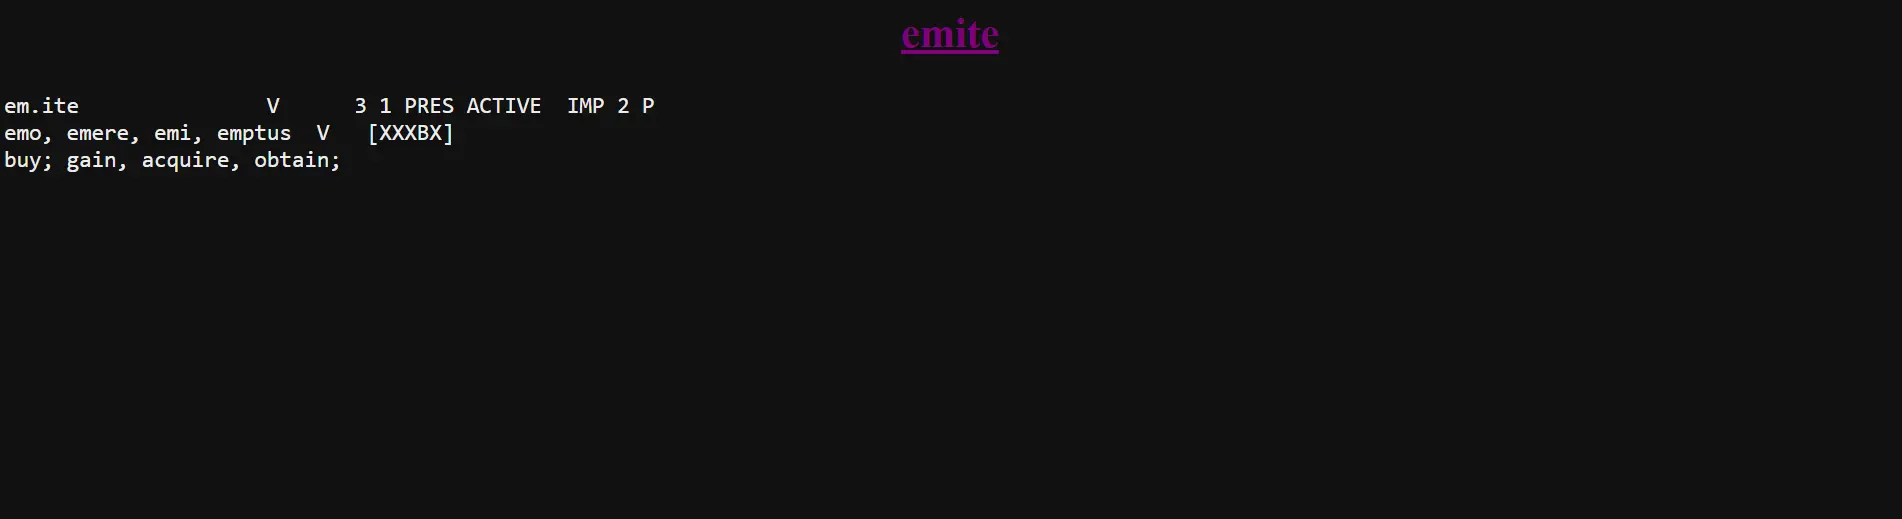 emite
em.ite               V      3 1 PRES ACTIVE  IMP 2 P
emo, emere, emi, emptus  V   [XXXBX]
buy; gain, acquire, obtain;